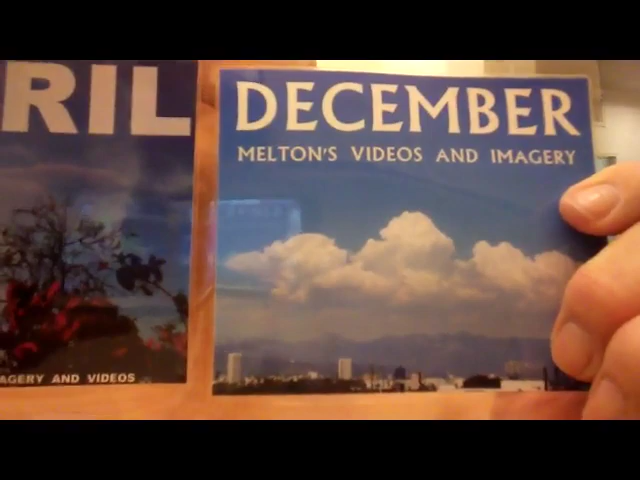 RIL
AGERY AND VIDEOS
DECEMBER
MELTON'S VIDEOS AND IMAGERY